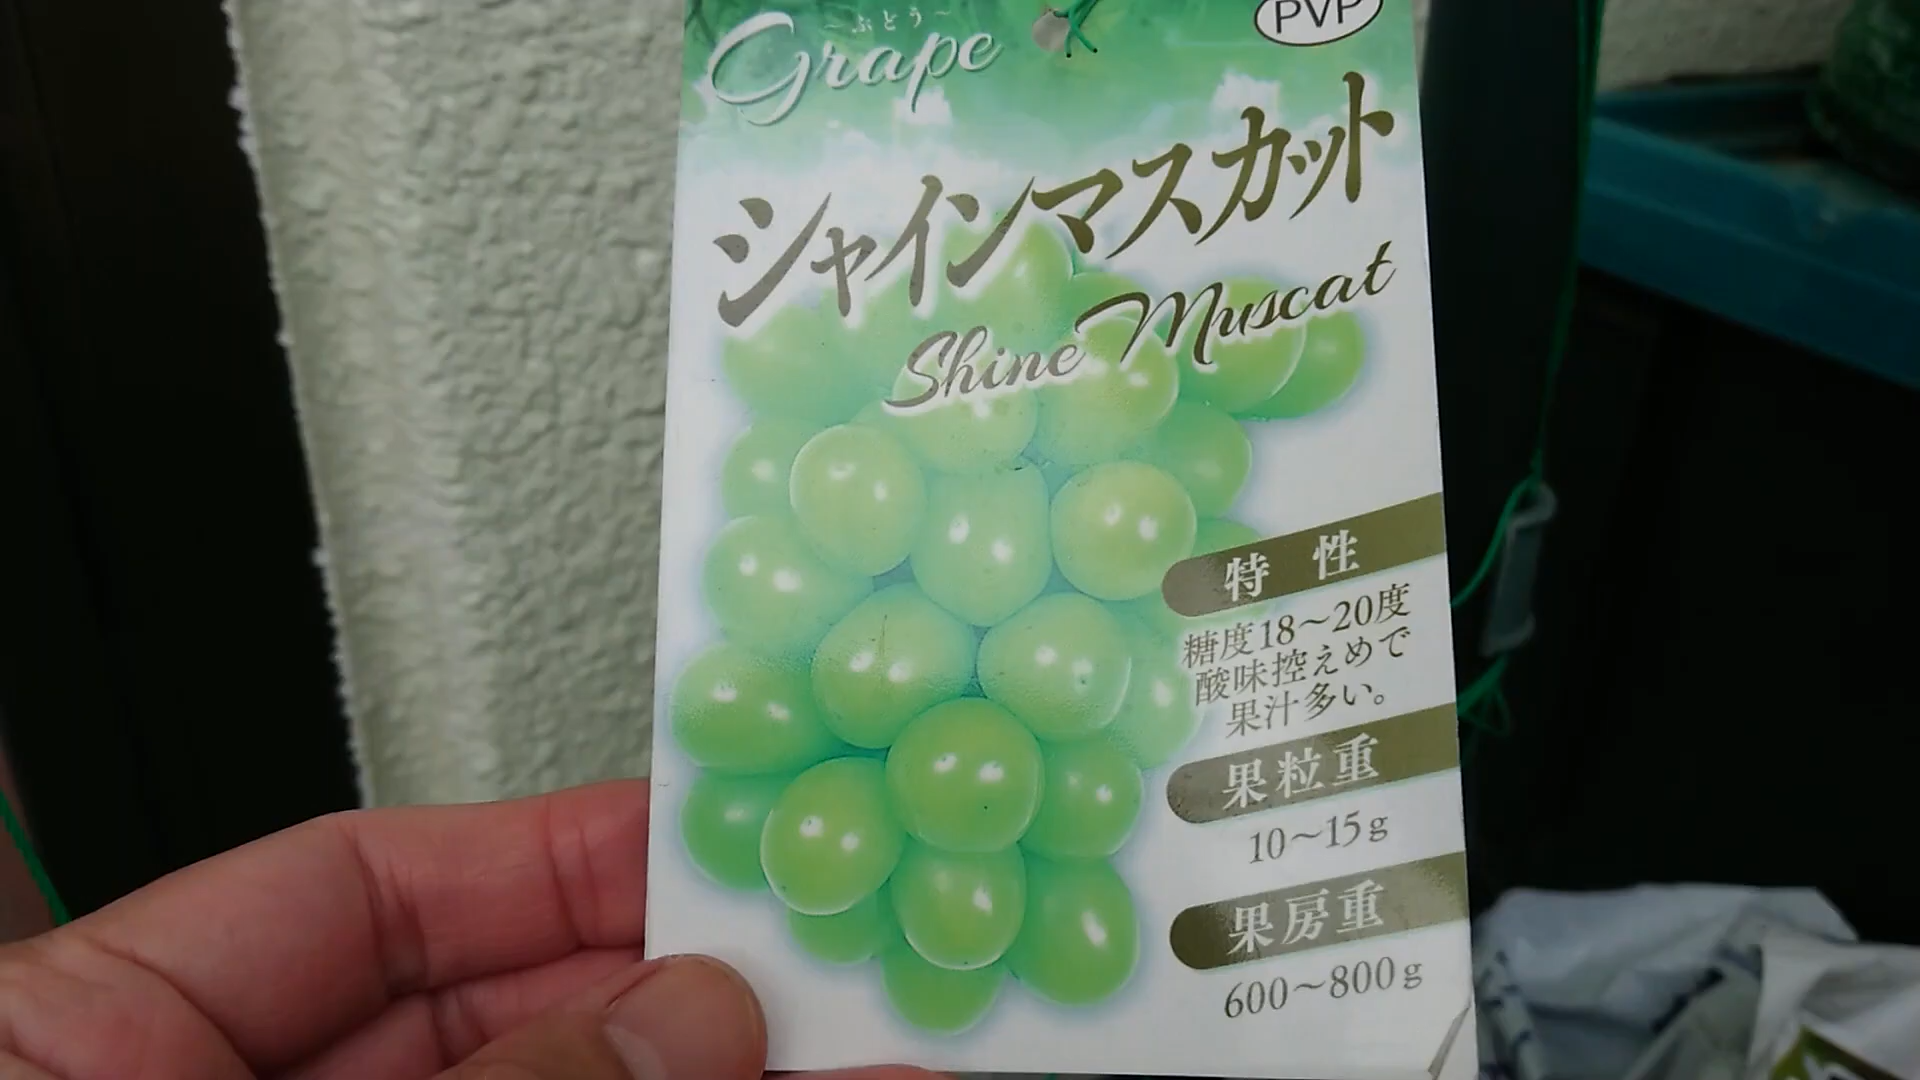 ~ぶどう~
Grape
PVP
シャインマスカット
Shine Muscat
特性
糖度18〜20度
酸味控えめで
果汁多い。
果粒重
10〜15g
果房重
600〜800g